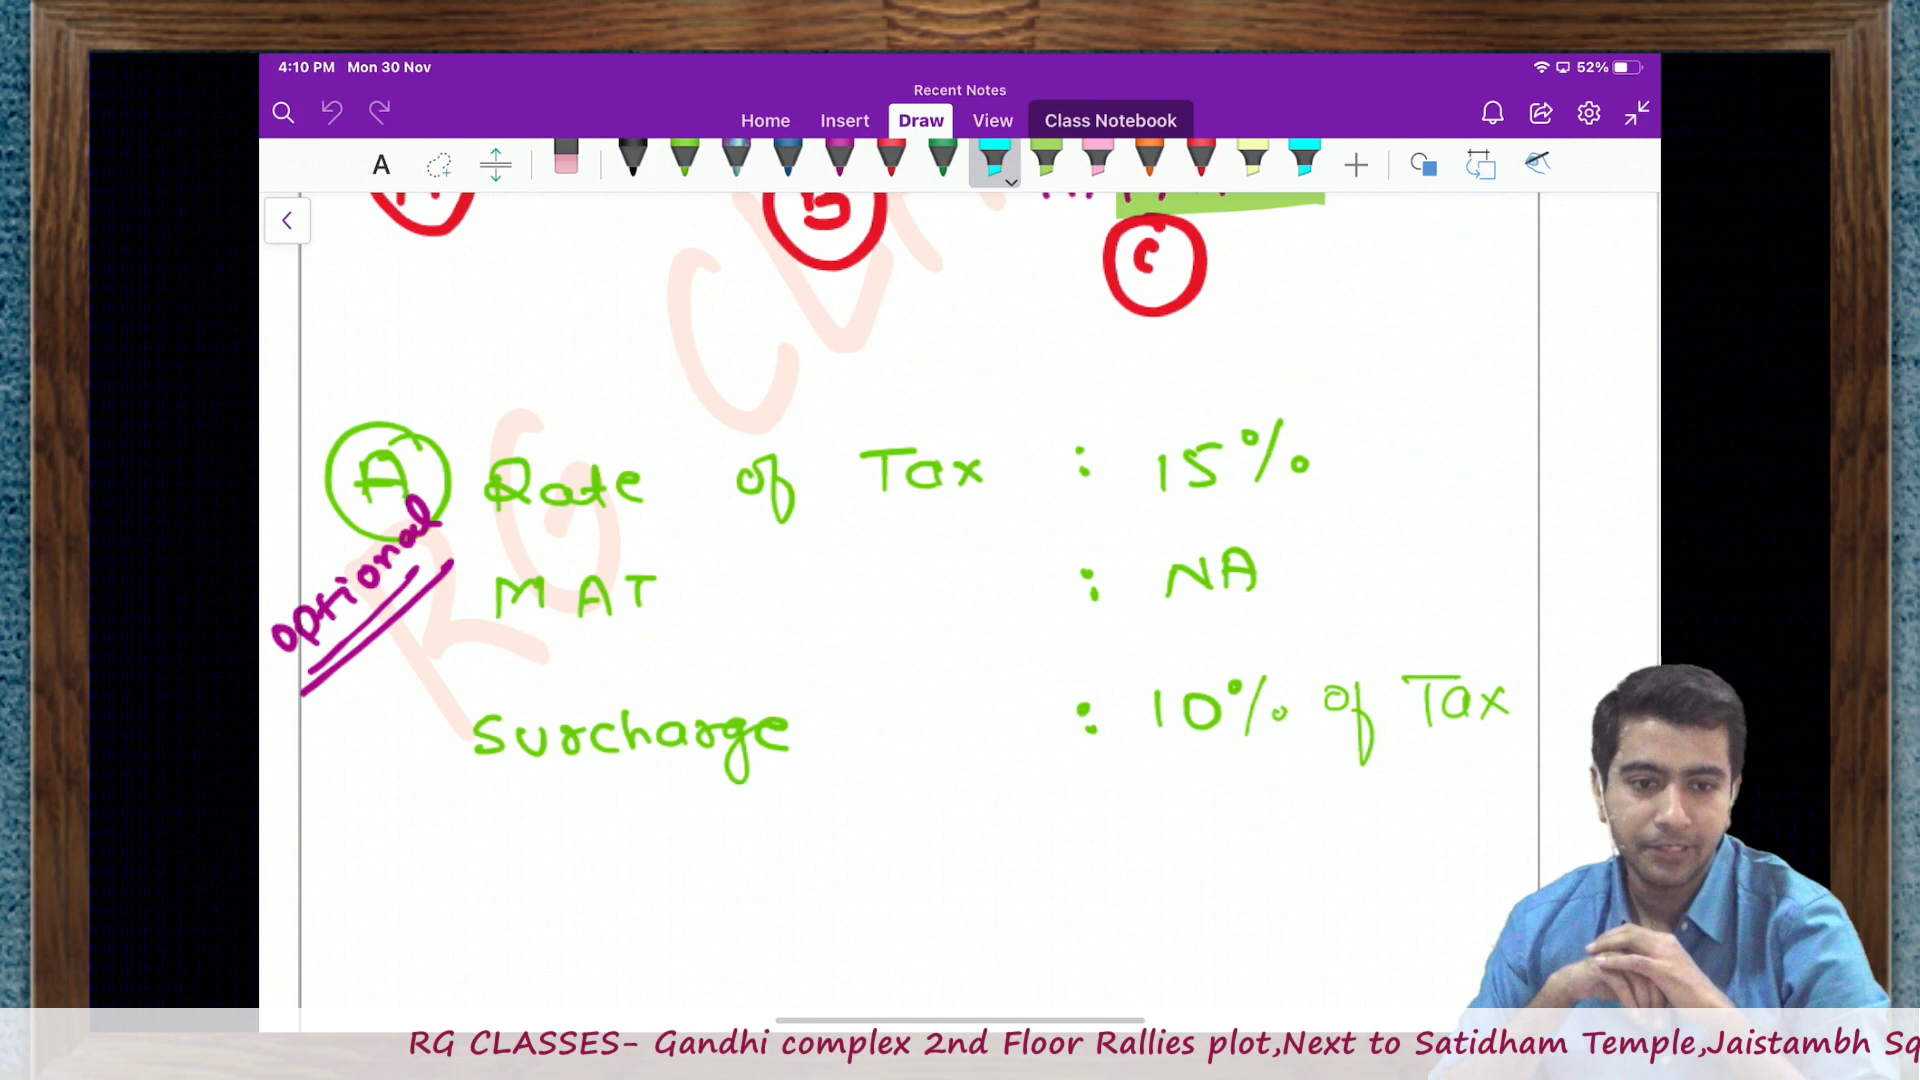 4:10 PM Mon 30 Nov
52%
Recent Notes
Home Insert Draw View Class Notebook
A
B
C
RG
A Rate of Tax : 15%
optional
MAT : NA
Surcharge : 10% of Tax
RG CLASSES- Gandhi complex 2nd Floor Rallies plot,Next to Satidham Temple,Jaistambh Sq